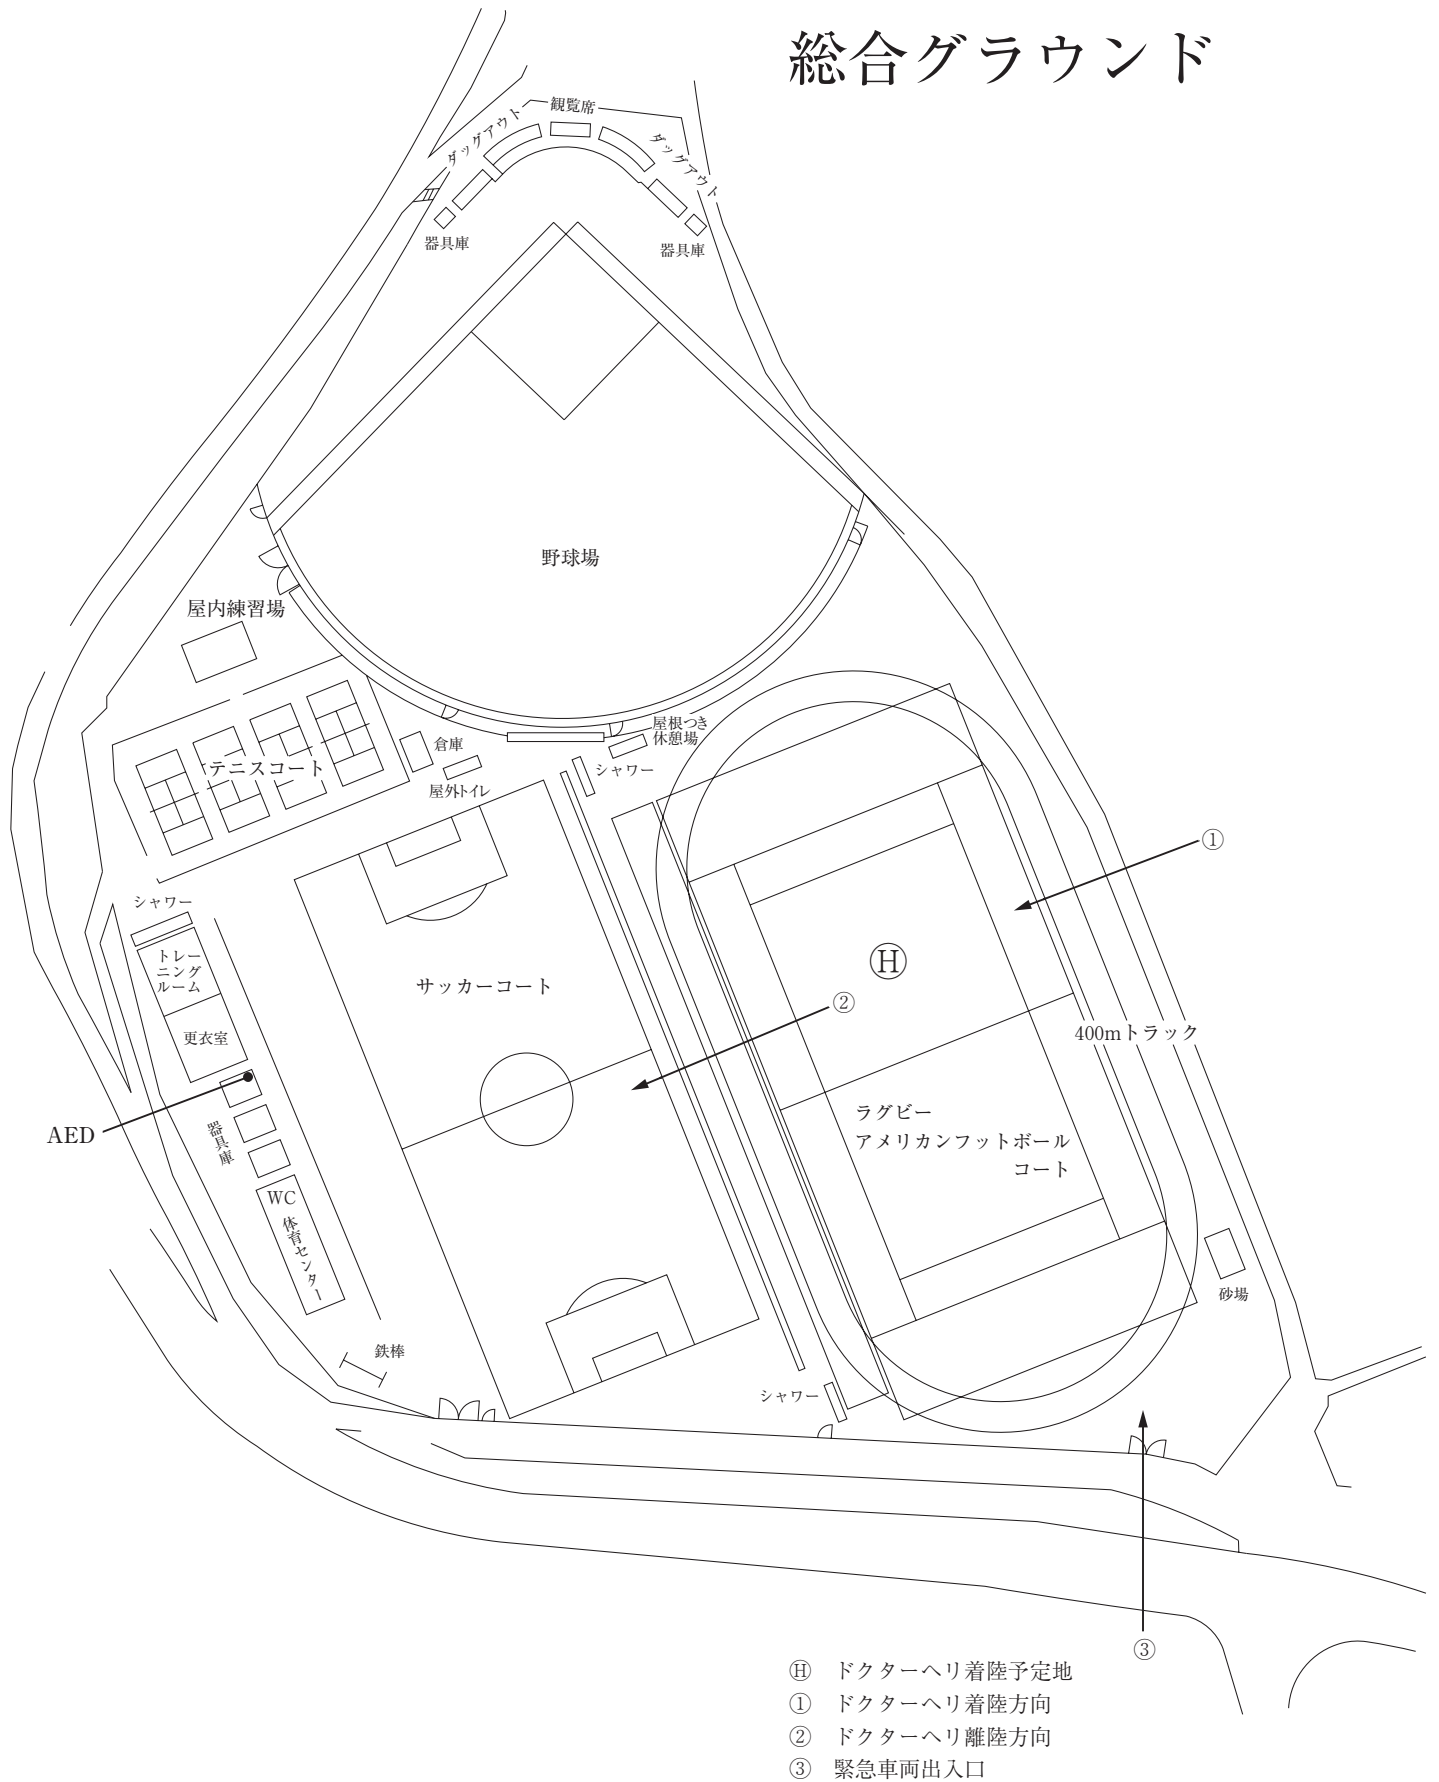 総合グラウンド
観覧席
ダッグアウト
ダッグアウト
器具庫
器具庫
野球場
屋内練習場
屋根つき
休憩場
倉庫
テニスコート
シャワー
屋外トイレ
①
シャワー
トレー
ニング
ルーム
サッカーコート
Ⓗ
②
更衣室
400mトラック
ラグビー
アメリカンフットボール
コート
AED
器具庫
WC
体育センター
砂場
鉄棒
シャワー
③
Ⓗ ドクターヘリ着陸予定地
① ドクターヘリ着陸方向
② ドクターヘリ離陸方向
③ 緊急車両出入口